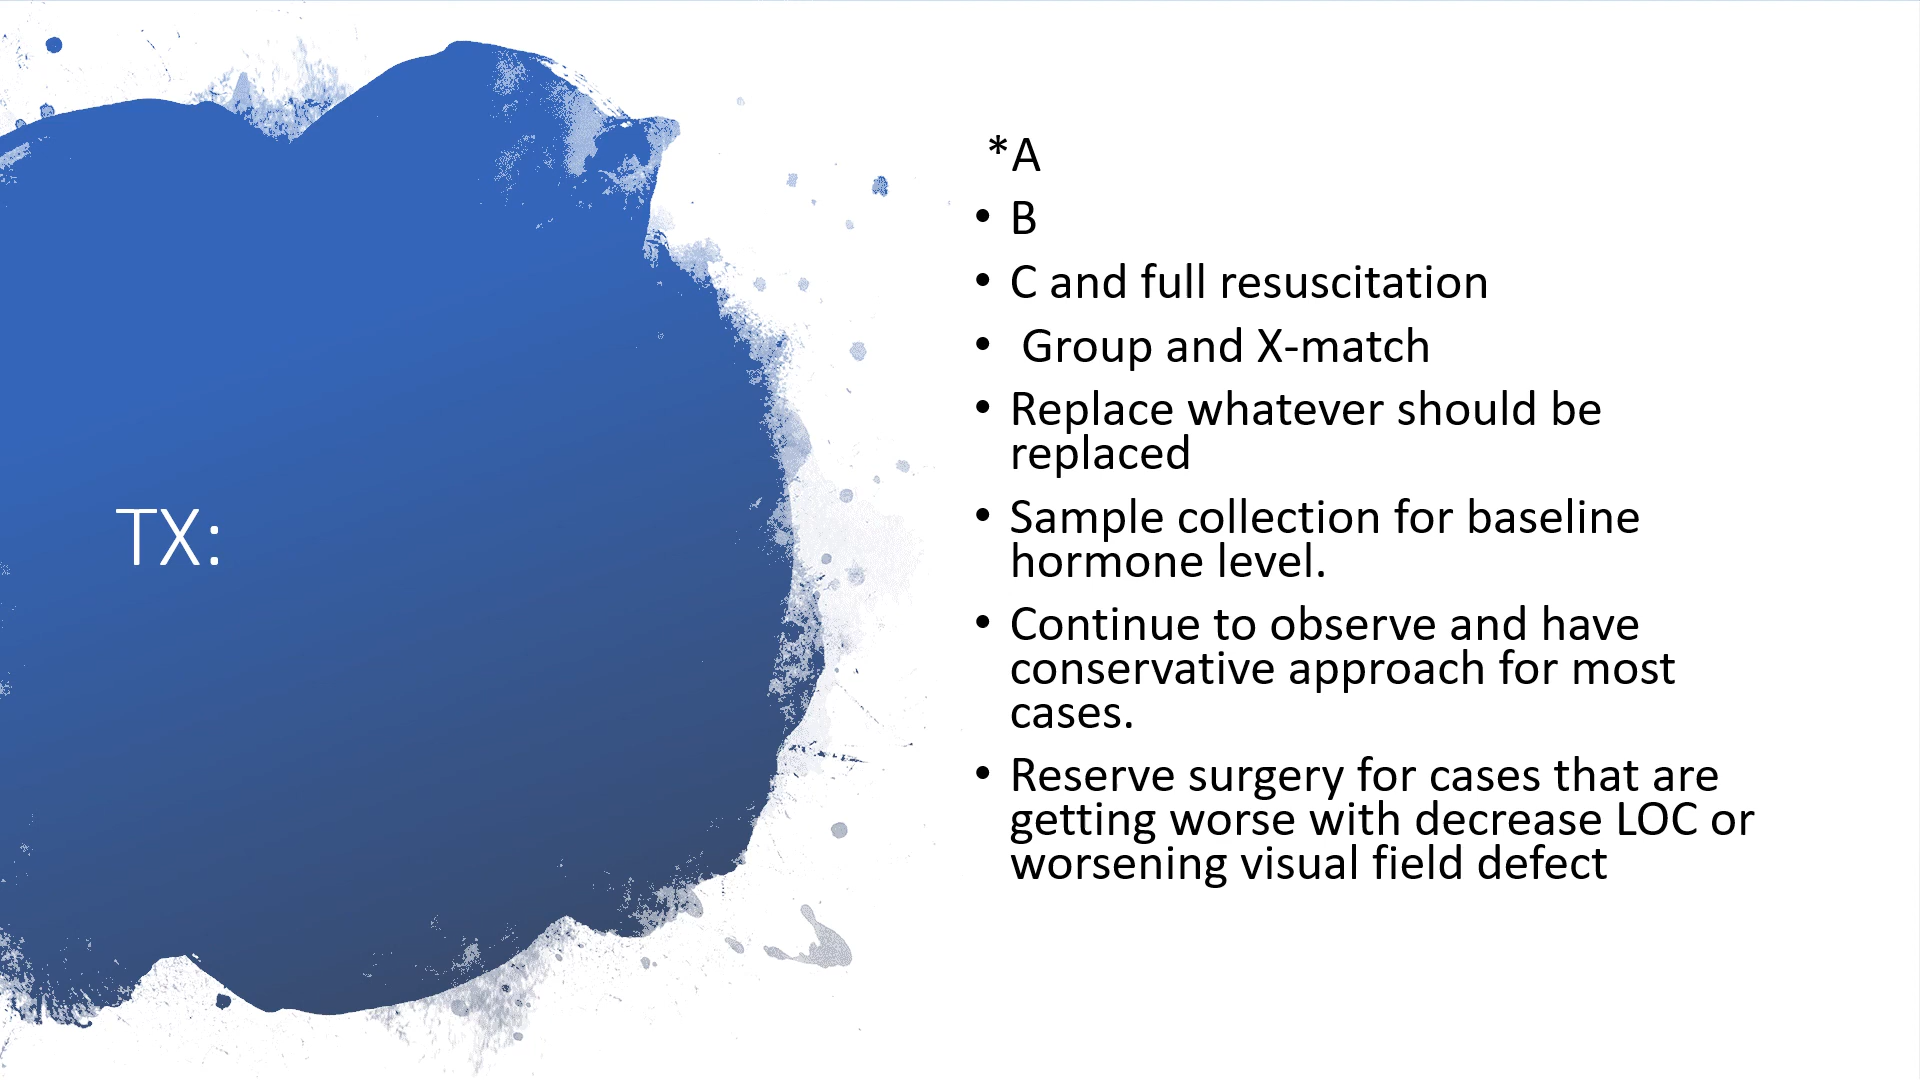 TX:
*A
• B
• C and full resuscitation
• Group and X-match
• Replace whatever should be
replaced
• Sample collection for baseline
hormone level.
• Continue to observe and have
conservative approach for most
cases.
• Reserve surgery for cases that are
getting worse with decrease LOC or
worsening visual field defect